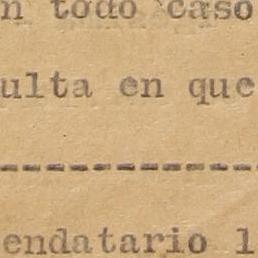 n todo caso
ulta en que
------------
endatario l